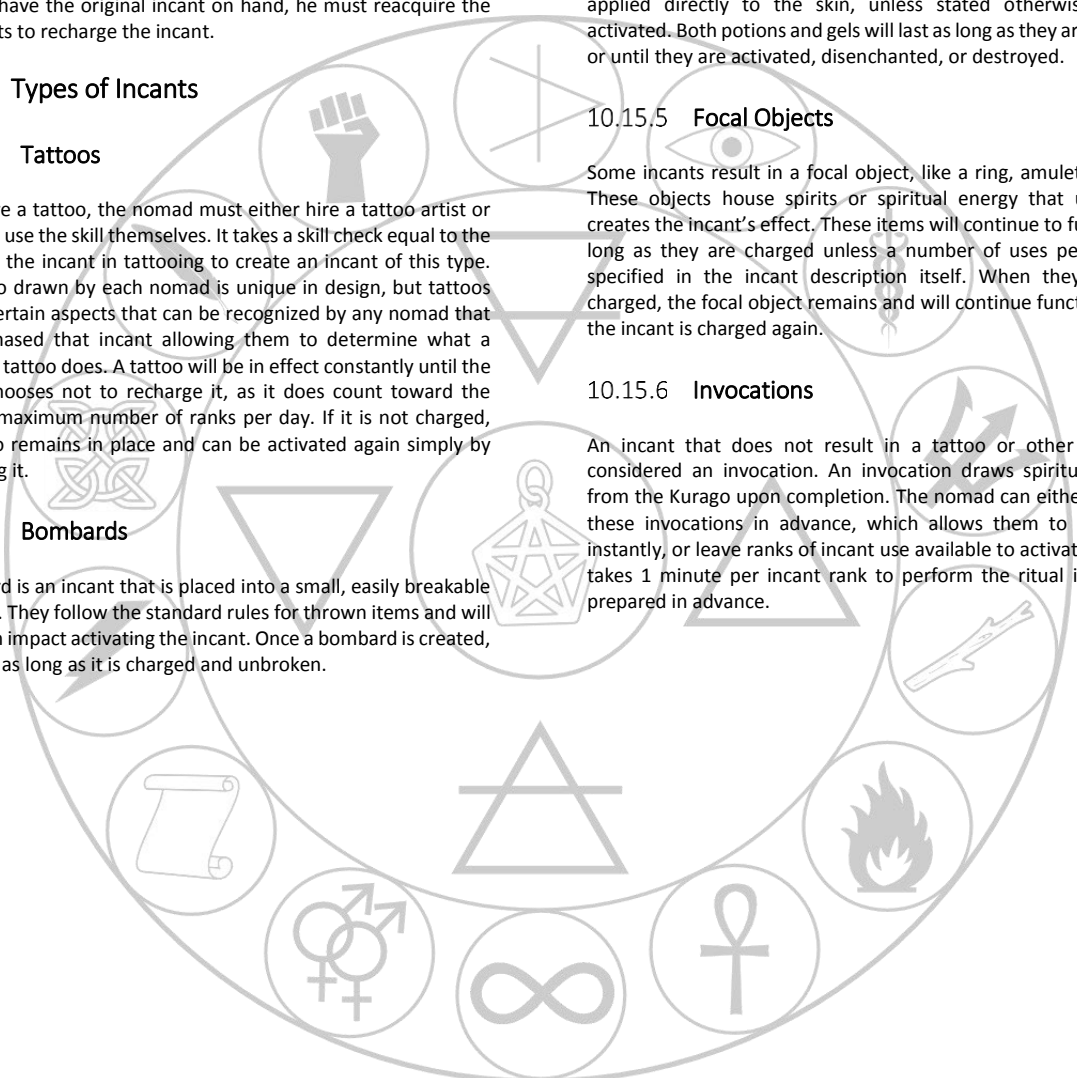 have the original incant on hand, he must reacquire the
ts to recharge the incant.
Types of Incants
Tattoos
e a tattoo, the nomad must either hire a tattoo artist or
use the skill themselves. It takes a skill check equal to the
the incant in tattooing to create an incant of this type.
o drawn by each nomad is unique in design, but tattoos
ertain aspects that can be recognized by any nomad that
ased that incant allowing them to determine what a
tattoo does. A tattoo will be in effect constantly until the
hooses not to recharge it, as it does count toward the
maximum number of ranks per day. If it is not charged,
o remains in place and can be activated again simply by
g it.
Bombards
d is an incant that is placed into a small, easily breakable
. They follow the standard rules for thrown items and will
n impact activating the incant. Once a bombard is created,
as long as it is charged and unbroken.
applied directly to the skin, unless stated otherwis
activated. Both potions and gels will last as long as they ar
or until they are activated, disenchanted, or destroyed.
10.15.5 Focal Objects
Some incants result in a focal object, like a ring, amulet
These objects house spirits or spiritual energy that u
creates the incant's effect. These items will continue to fu
long as they are charged unless a number of uses pe
specified in the incant description itself. When they
charged, the focal object remains and will continue funct
the incant is charged again.
10.15.6 Invocations
An incant that does not result in a tattoo or other
considered an invocation. An invocation draws spiritu
from the Kurago upon completion. The nomad can either
these invocations in advance, which allows them to
instantly, or leave ranks of incant use available to activat
takes 1 minute per incant rank to perform the ritual i
prepared in advance.